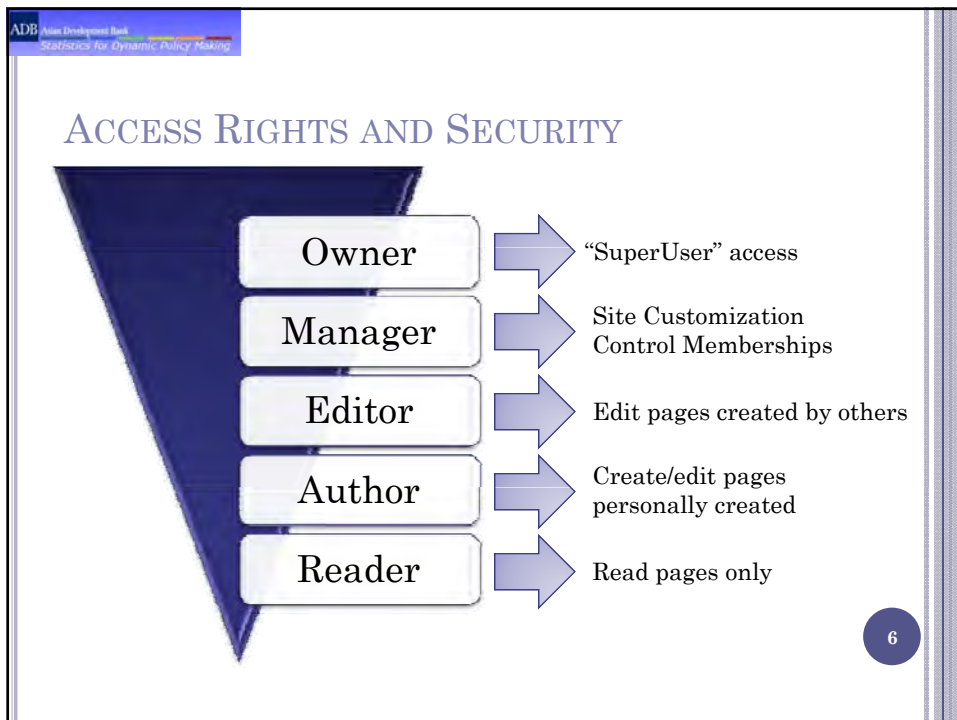 ADB Asian Development Bank
Statistics for Dynamic Policy Making
ACCESS RIGHTS AND SECURITY
Owner
“SuperUser” access
Manager
Site Customization
Control Memberships
Editor
Edit pages created by others
Author
Create/edit pages
personally created
Reader
Read pages only
6